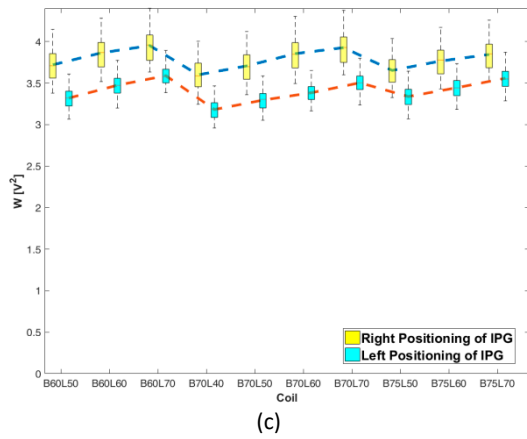 4
3.5
3
2.5
2
1.5
1
0.5
0
W [V²]
Right Positioning of IPG
Left Positioning of IPG
B60L50 B60L60 B60L70 B70L40 B70L50 B70L60 B70L70 B75L50 B75L60 B75L70
Coil
(c)